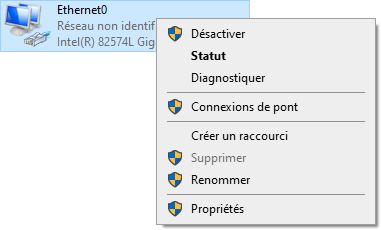 Ethernet0
Réseau non identif
Intel(R) 82574L Gig
Désactiver
Statut
Diagnostiquer
Connexions de pont
Créer un raccourci
Supprimer
Renommer
Propriétés